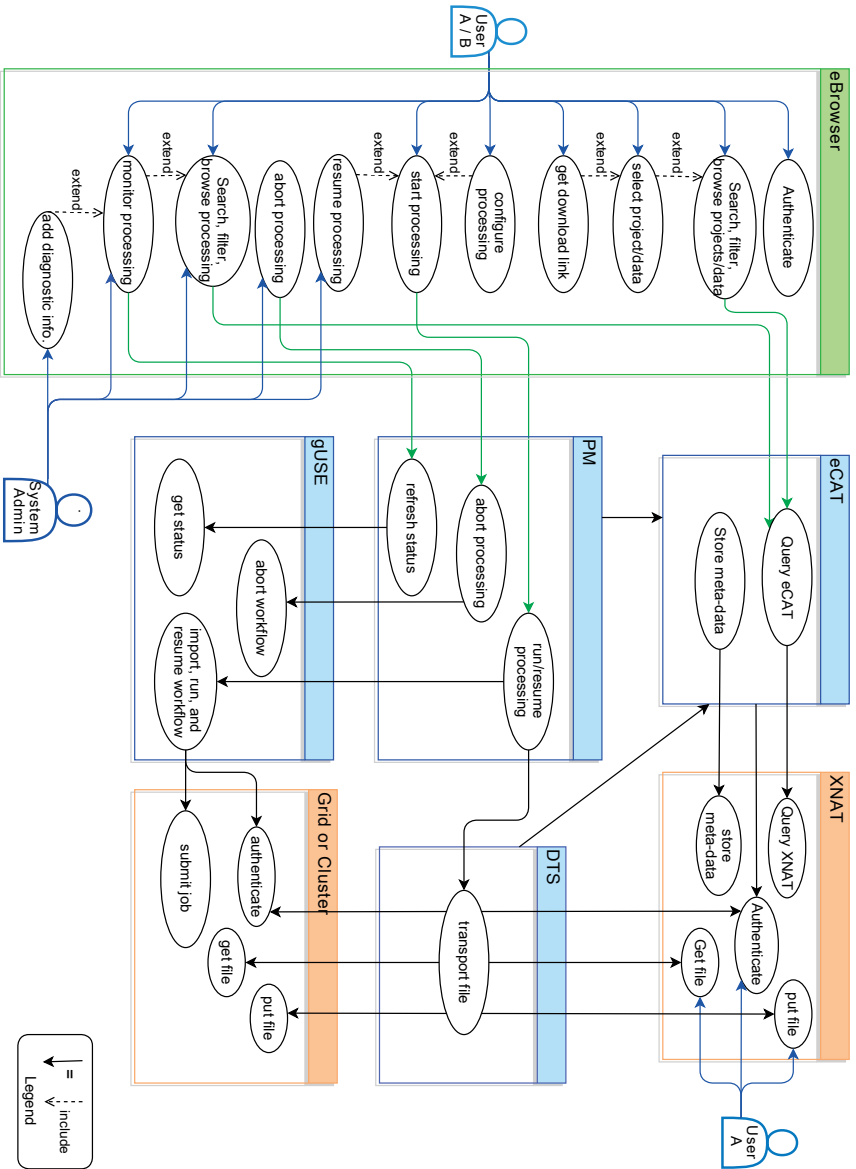 User
A / B
eBrowser
Authenticate
Search, filter,
browse projects/data
extend
select project/data
extend
get download link
configure
processing
extend
start processing
extend
resume processing
abort processing
Search, filter,
browse processing
extend
monitor processing
extend
add diagnostic info.
System
Admin
eCAT
Query eCAT
Store meta-data
PM
run/resume
processing
abort processing
refresh status
gUSE
abort workflow
get status
import, run, and
resume workflow
XNAT
Query XNAT
store
meta-data
Authenticate
put file
Get file
User
A
DTS
transport file
Grid or Cluster
authenticate
submit job
get file
put file
=
include
Legend